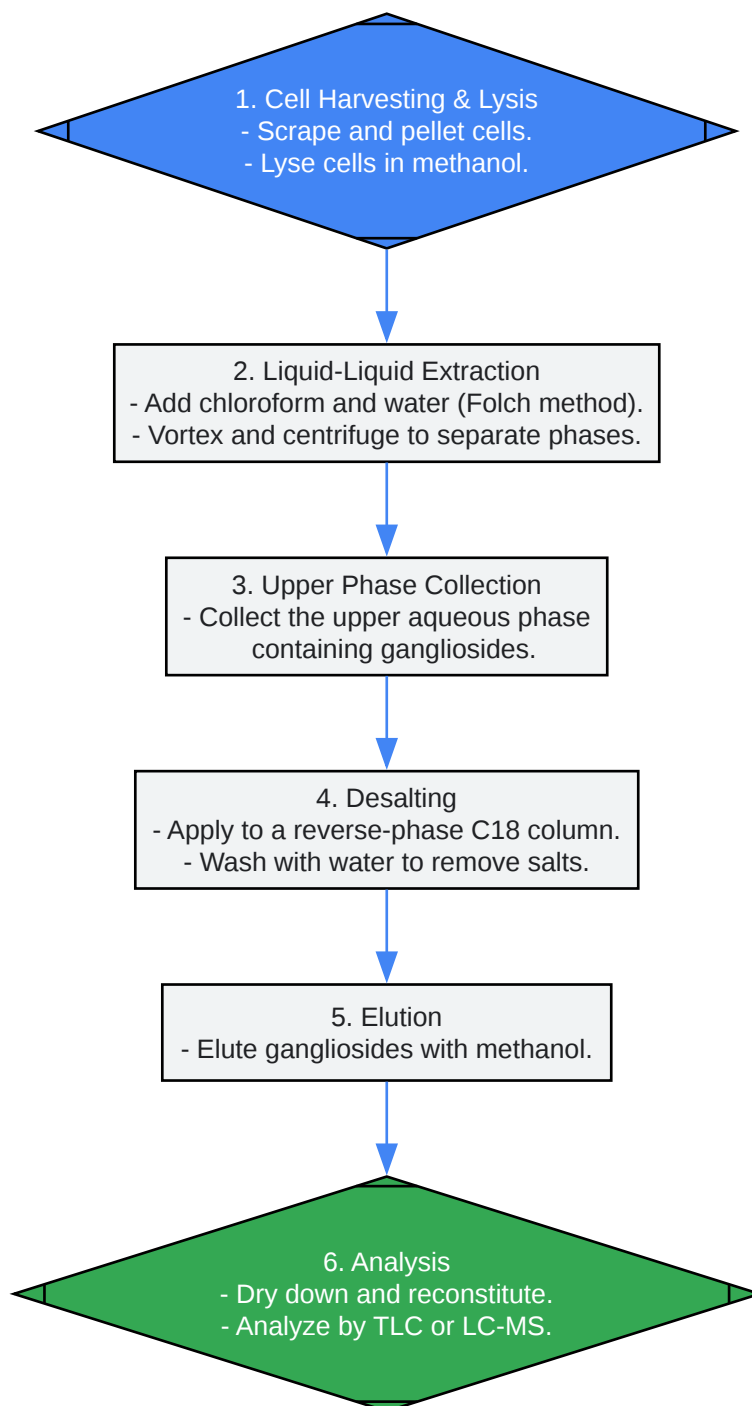 1. Cell Harvesting & Lysis
- Scrape and pellet cells.
- Lyse cells in methanol.
2. Liquid-Liquid Extraction
- Add chloroform and water (Folch method).
- Vortex and centrifuge to separate phases.
3. Upper Phase Collection
- Collect the upper aqueous phase
containing gangliosides.
4. Desalting
- Apply to a reverse-phase C18 column.
- Wash with water to remove salts.
5. Elution
- Elute gangliosides with methanol.
6. Analysis
- Dry down and reconstitute.
- Analyze by TLC or LC-MS.